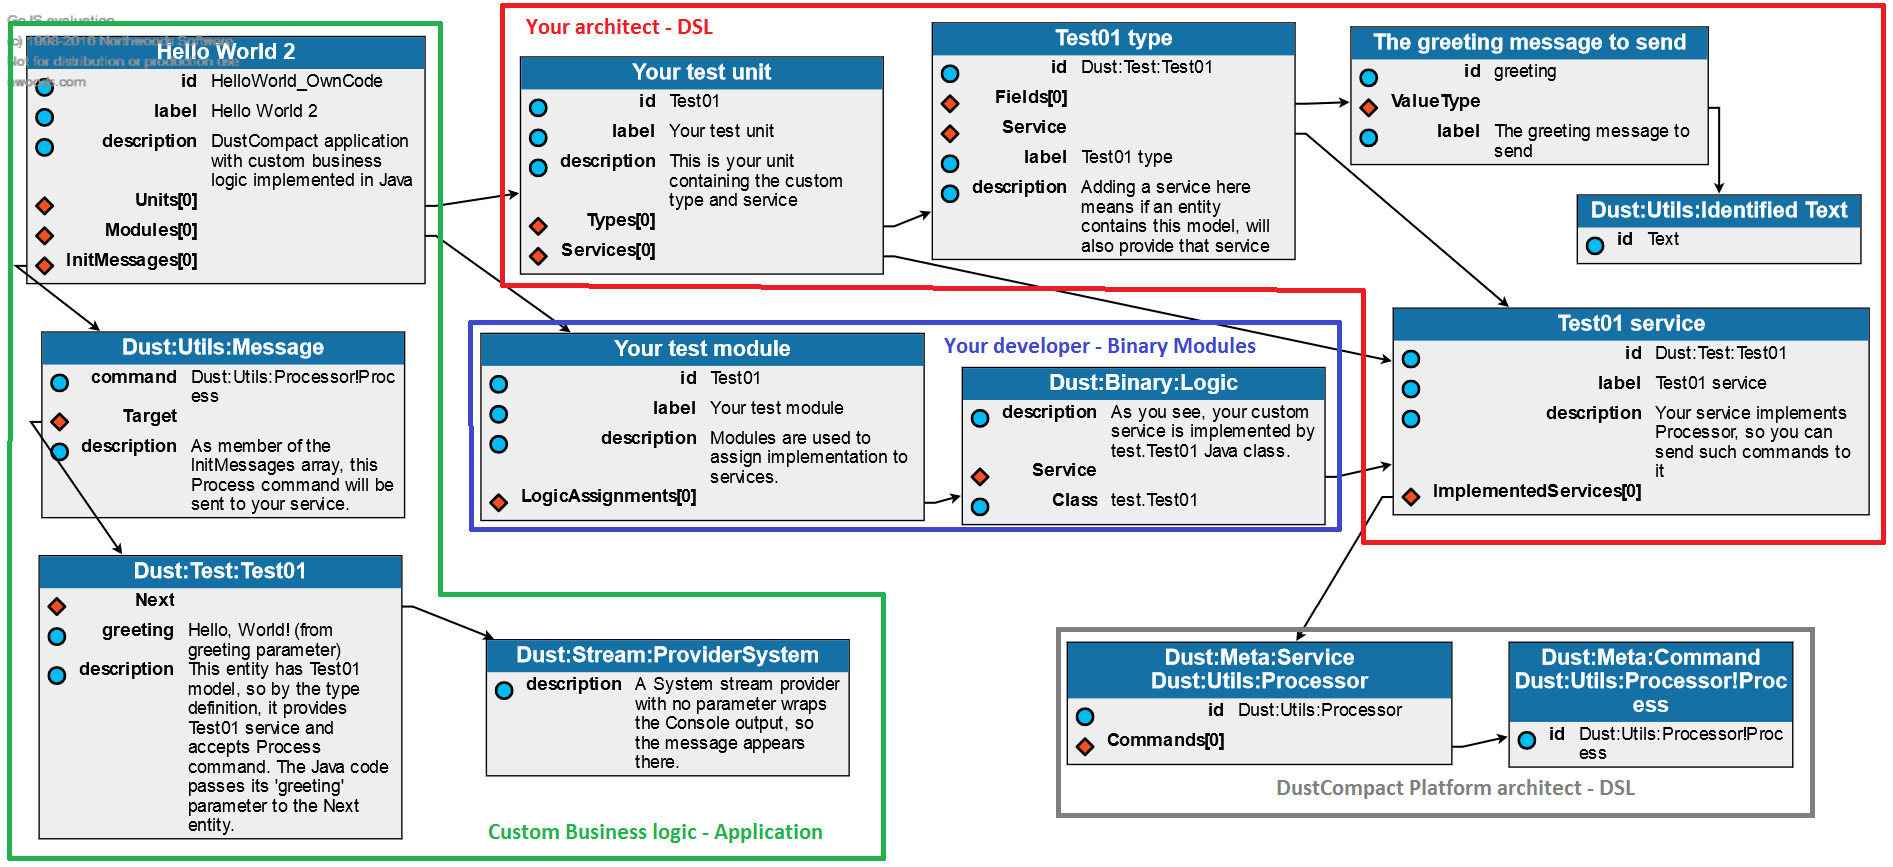 GoJS evaluation
(c) 1998-2016 Northwoods Software
Not for distribution or production use
nwoods.com
Hello World 2
id HelloWorld_OwnCode
label Hello World 2
description DustCompact application
with custom business
logic implemented in Java
Units[0]
Modules[0]
InitMessages[0]
Your architect - DSL
Your test unit
id Test01
label Your test unit
description This is your unit
containing the custom
type and service
Types[0]
Services[0]
Test01 type
id Dust:Test:Test01
Fields[0]
Service
label Test01 type
description Adding a service here
means if an entity
contains this model, will
also provide that service
The greeting message to send
id greeting
ValueType
label The greeting message to
send
Dust:Utils:Identified Text
id Text
Test01 service
id Dust:Test:Test01
label Test01 service
description Your service implements
Processor, so you can
send such commands to
it
ImplementedServices[0]
Your developer - Binary Modules
Your test module
id Test01
label Your test module
description Modules are used to
assign implementation to
services.
LogicAssignments[0]
Dust:Binary:Logic
description As you see, your custom
service is implemented by
test.Test01 Java class.
Service
Class test.Test01
Dust:Utils:Message
command Dust:Utils:Processor!Proc
ess
Target
description As member of the
InitMessages array, this
Process command will be
sent to your service.
Dust:Test:Test01
Next
greeting Hello, World! (from
greeting parameter)
description This entity has Test01
model, so by the type
definition, it provides
Test01 service and
accepts Process
command. The Java code
passes its 'greeting'
parameter to the Next
entity.
Dust:Stream:ProviderSystem
description A System stream provider
with no parameter wraps
the Console output, so
the message appears
there.
Custom Business logic - Application
Dust:Meta:Service
Dust:Utils:Processor
id Dust:Utils:Processor
Commands[0]
Dust:Meta:Command
Dust:Utils:Processor!Proc
ess
id Dust:Utils:Processor!Proc
ess
DustCompact Platform architect - DSL